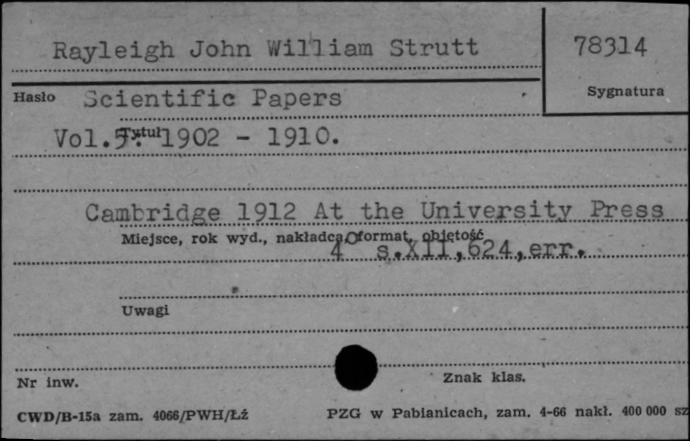 Rayleigh John William Strutt 78314
Hasło Scientific Papers Sygnatura
Vol.5. Tytuł 1902 - 1910.
Cambridge 1912 At the University Press
Miejsce, rok wyd., nakładca, format, objętość
4° s.XII,624,err.
Uwagi
Nr inw. Znak klas.
CWD/B-15a zam. 4066/PWH/Łź PZG w Pabianicach, zam. 4-66 nakł. 400 000 sz